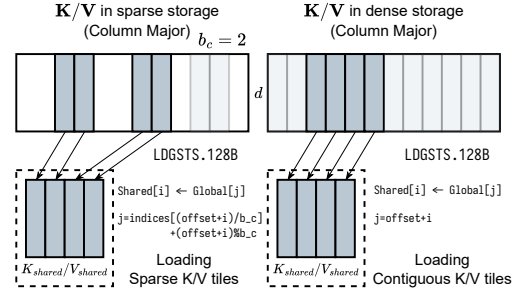 K/V in sparse storage
(Column Major)
b_c = 2
d
LDGSTS.128B
Shared[i] ← Global[j]
j=indices[(offset+i)/b_c]
+(offset+i)%b_c
K_shared/V_shared
Loading
Sparse K/V tiles
K/V in dense storage
(Column Major)
LDGSTS.128B
Shared[i] ← Global[j]
j=offset+i
K_shared/V_shared
Loading
Contiguous K/V tiles